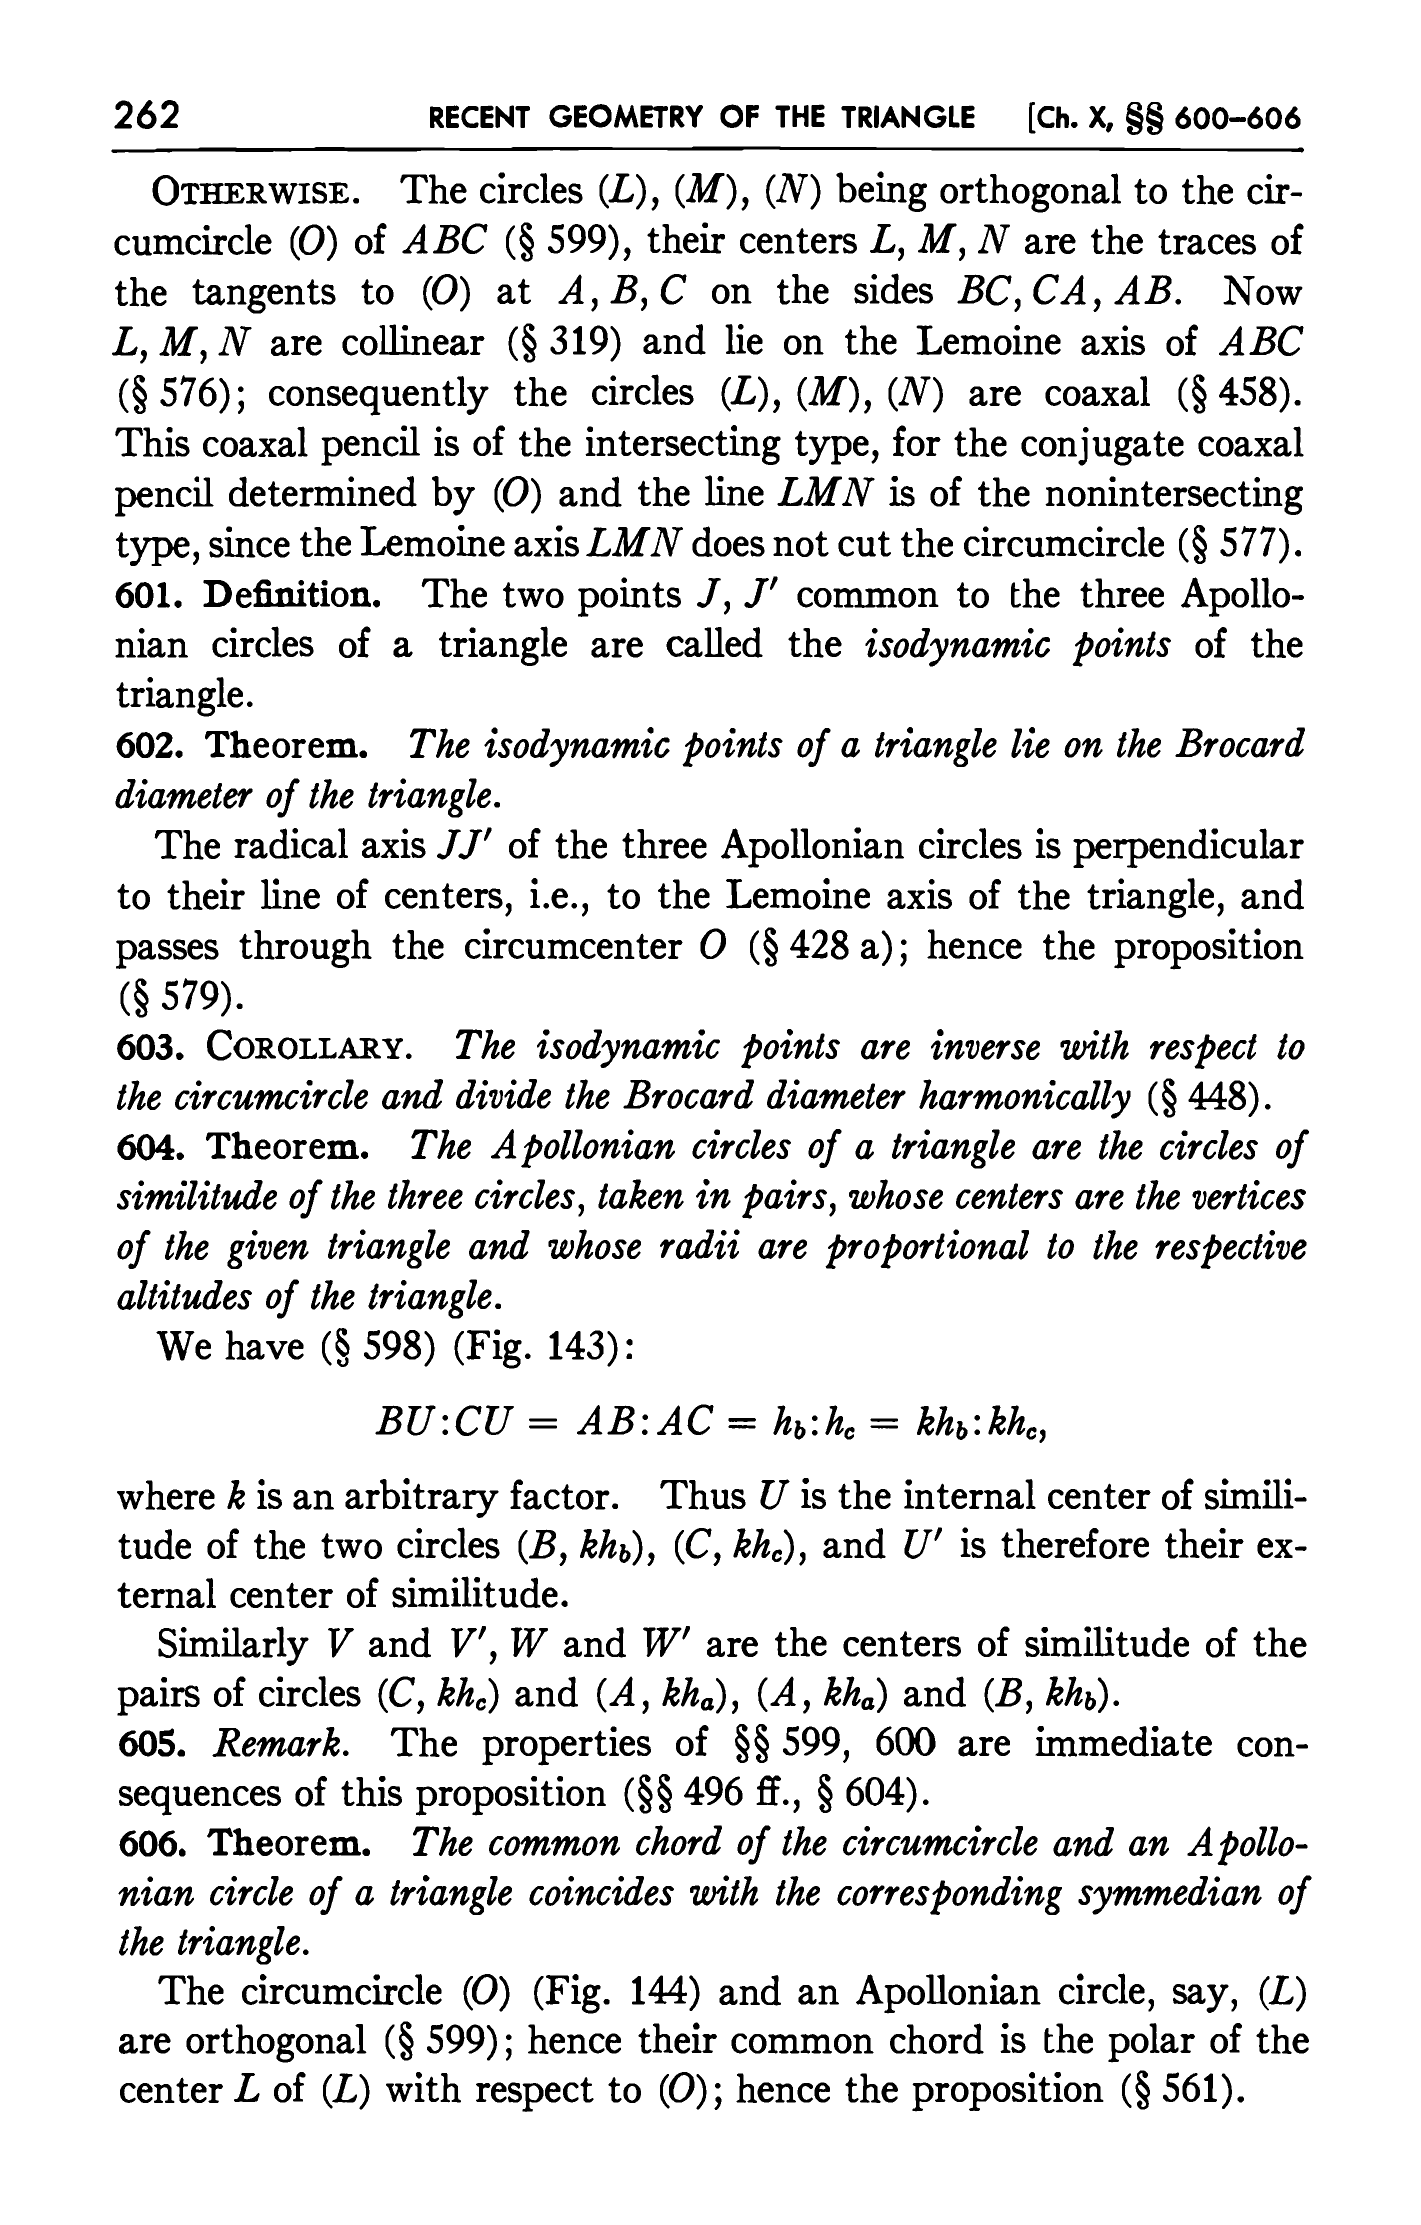 262 RECENT GEOMETRY OF THE TRIANGLE [Ch. X, §§ 600–606
OTHERWISE. The circles (L), (M), (N) being orthogonal to the cir-
cumcircle (O) of ABC (§ 599), their centers L, M, N are the traces of
the tangents to (O) at A, B, C on the sides BC, CA, AB. Now
L, M, N are collinear (§ 319) and lie on the Lemoine axis of ABC
(§ 576); consequently the circles (L), (M), (N) are coaxal (§ 458).
This coaxal pencil is of the intersecting type, for the conjugate coaxal
pencil determined by (O) and the line LMN is of the nonintersecting
type, since the Lemoine axis LMN does not cut the circumcircle (§ 577).
601. Definition. The two points J, J′ common to the three Apollo-
nian circles of a triangle are called the isodynamic points of the
triangle.
602. Theorem. The isodynamic points of a triangle lie on the Brocard
diameter of the triangle.
The radical axis JJ′ of the three Apollonian circles is perpendicular
to their line of centers, i.e., to the Lemoine axis of the triangle, and
passes through the circumcenter O (§ 428 a); hence the proposition
(§ 579).
603. COROLLARY. The isodynamic points are inverse with respect to
the circumcircle and divide the Brocard diameter harmonically (§ 448).
604. Theorem. The Apollonian circles of a triangle are the circles of
similitude of the three circles, taken in pairs, whose centers are the vertices
of the given triangle and whose radii are proportional to the respective
altitudes of the triangle.
We have (§ 598) (Fig. 143):
BU:CU = AB:AC = h_b:h_c = kh_b:kh_c,
where k is an arbitrary factor. Thus U is the internal center of simili-
tude of the two circles (B, kh_b), (C, kh_c), and U′ is therefore their ex-
ternal center of similitude.
Similarly V and V′, W and W′ are the centers of similitude of the
pairs of circles (C, kh_c) and (A, kh_a), (A, kh_a) and (B, kh_b).
605. Remark. The properties of §§ 599, 600 are immediate con-
sequences of this proposition (§§ 496 ff., § 604).
606. Theorem. The common chord of the circumcircle and an Apollo-
nian circle of a triangle coincides with the corresponding symmedian of
the triangle.
The circumcircle (O) (Fig. 144) and an Apollonian circle, say, (L)
are orthogonal (§ 599); hence their common chord is the polar of the
center L of (L) with respect to (O); hence the proposition (§ 561).